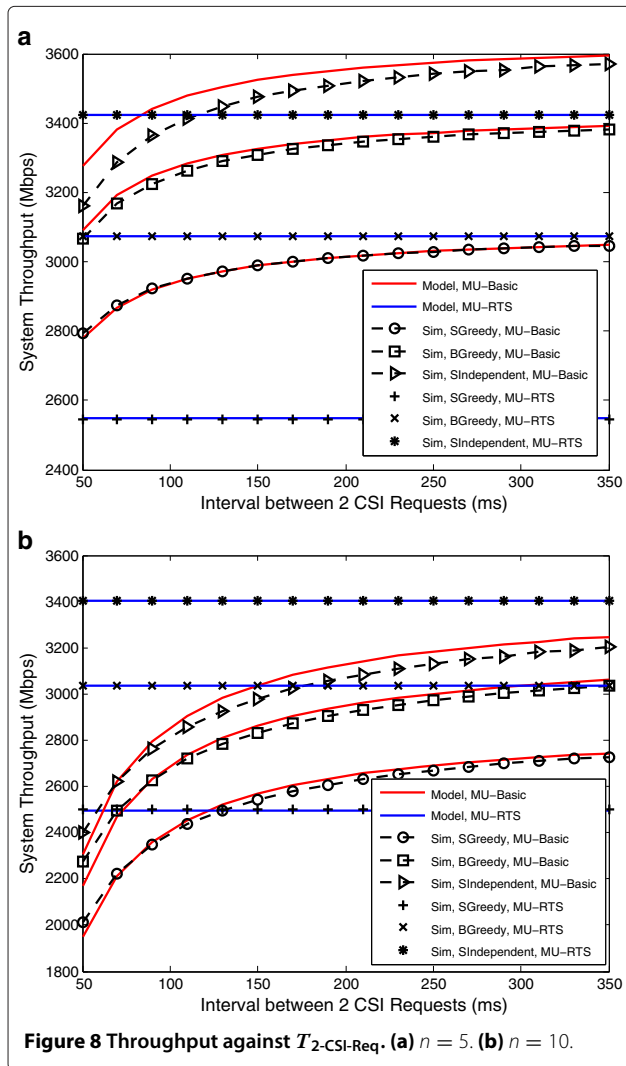 a
3600
3400
3200
3000
2800
2600
2400
System Throughput (Mbps)
Model, MU−Basic
Model, MU−RTS
Sim, SGreedy, MU−Basic
Sim, BGreedy, MU−Basic
Sim, SIndependent, MU−Basic
Sim, SGreedy, MU−RTS
Sim, BGreedy, MU−RTS
Sim, SIndependent, MU−RTS
50 100 150 200 250 300 350
Interval between 2 CSI Requests (ms)
b
3600
3400
3200
3000
2800
2600
2400
2200
2000
1800
System Throughput (Mbps)
Model, MU−Basic
Model, MU−RTS
Sim, SGreedy, MU−Basic
Sim, BGreedy, MU−Basic
Sim, SIndependent, MU−Basic
Sim, SGreedy, MU−RTS
Sim, BGreedy, MU−RTS
Sim, SIndependent, MU−RTS
50 100 150 200 250 300 350
Interval between 2 CSI Requests (ms)
Figure 8 Throughput against T2-CSI-Req. (a) n = 5. (b) n = 10.